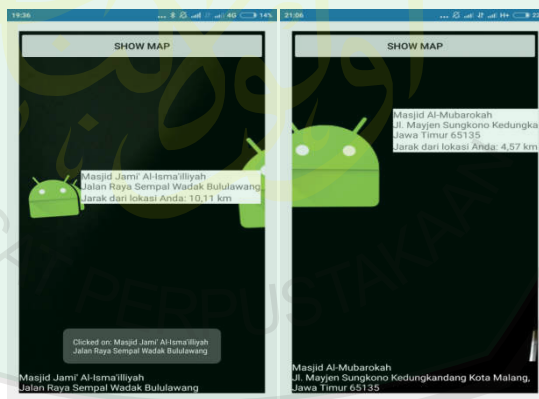 19:36 ... 4G 14%
SHOW MAP
Masjid Jami' Al-Isma'illiyah
Jalan Raya Sempal Wadak Bululawang,
Jarak dari lokasi Anda: 10,11 km
Clicked on: Masjid Jami' Al-Isma'illiyah
Jalan Raya Sempal Wadak Bululawang
Masjid Jami' Al-Isma'illiyah
Jalan Raya Sempal Wadak Bululawang
21:06 ... H+ 22
SHOW MAP
Masjid Al-Mubarokah
Jl. Mayjen Sungkono Kedungka
Jawa Timur 65135
Jarak dari lokasi Anda: 4,57 km
Masjid Al-Mubarokah
Jl. Mayjen Sungkono Kedungkandang Kota Malang,
Jawa Timur 65135
PERPUSTAKAAN